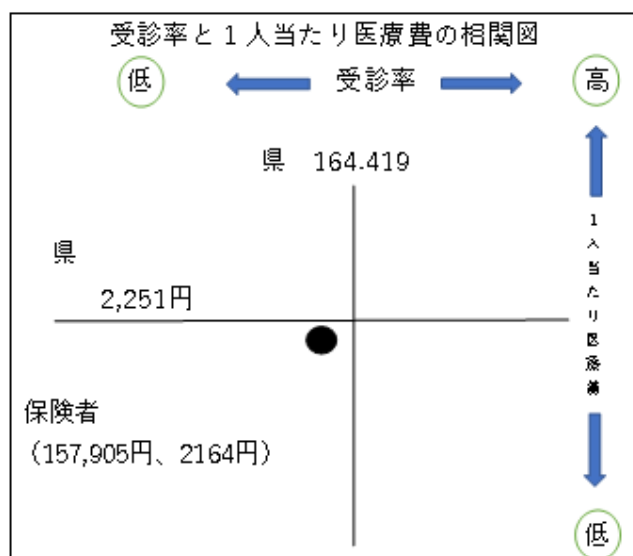 受診率と1人当たり医療費の相関図
低 受診率 高
県 164.419
県
2,251円
1人当たり医療費
保険者
（157,905円、2164円）
低